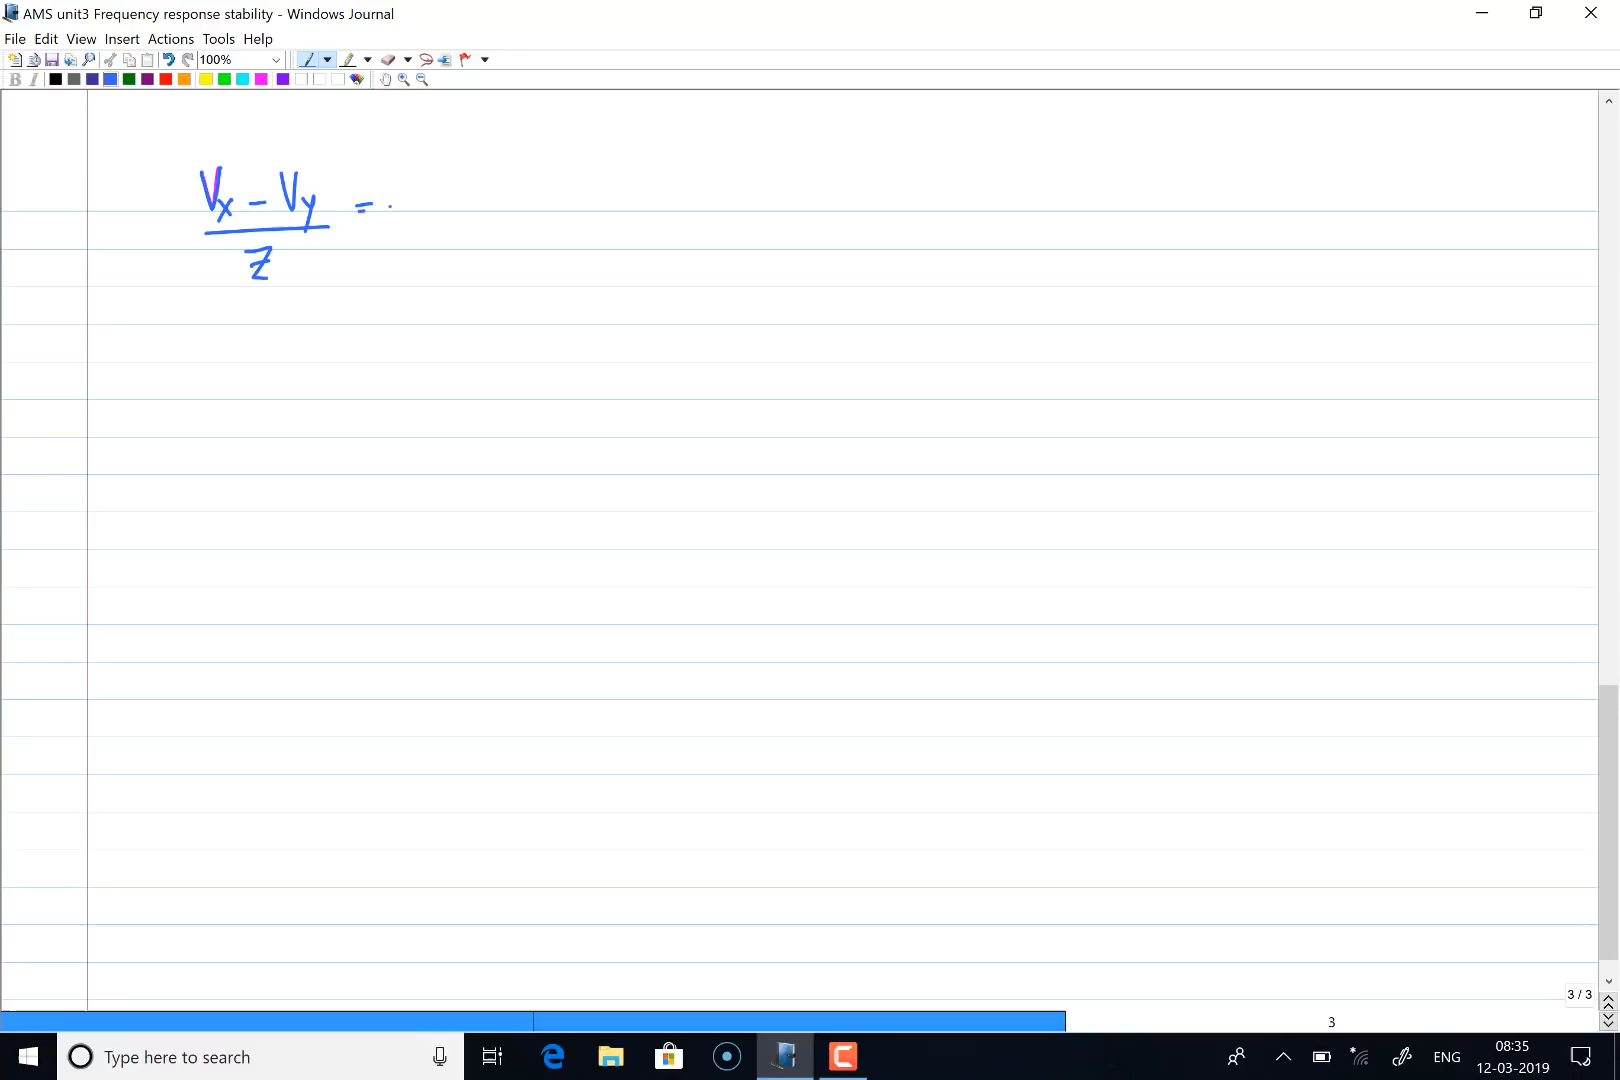 AMS unit3 Frequency response stability - Windows Journal
File Edit View Insert Actions Tools Help
100%
B I
Vx - Vy =
Z
3 / 3
3
Type here to search
ENG
08:35
12-03-2019